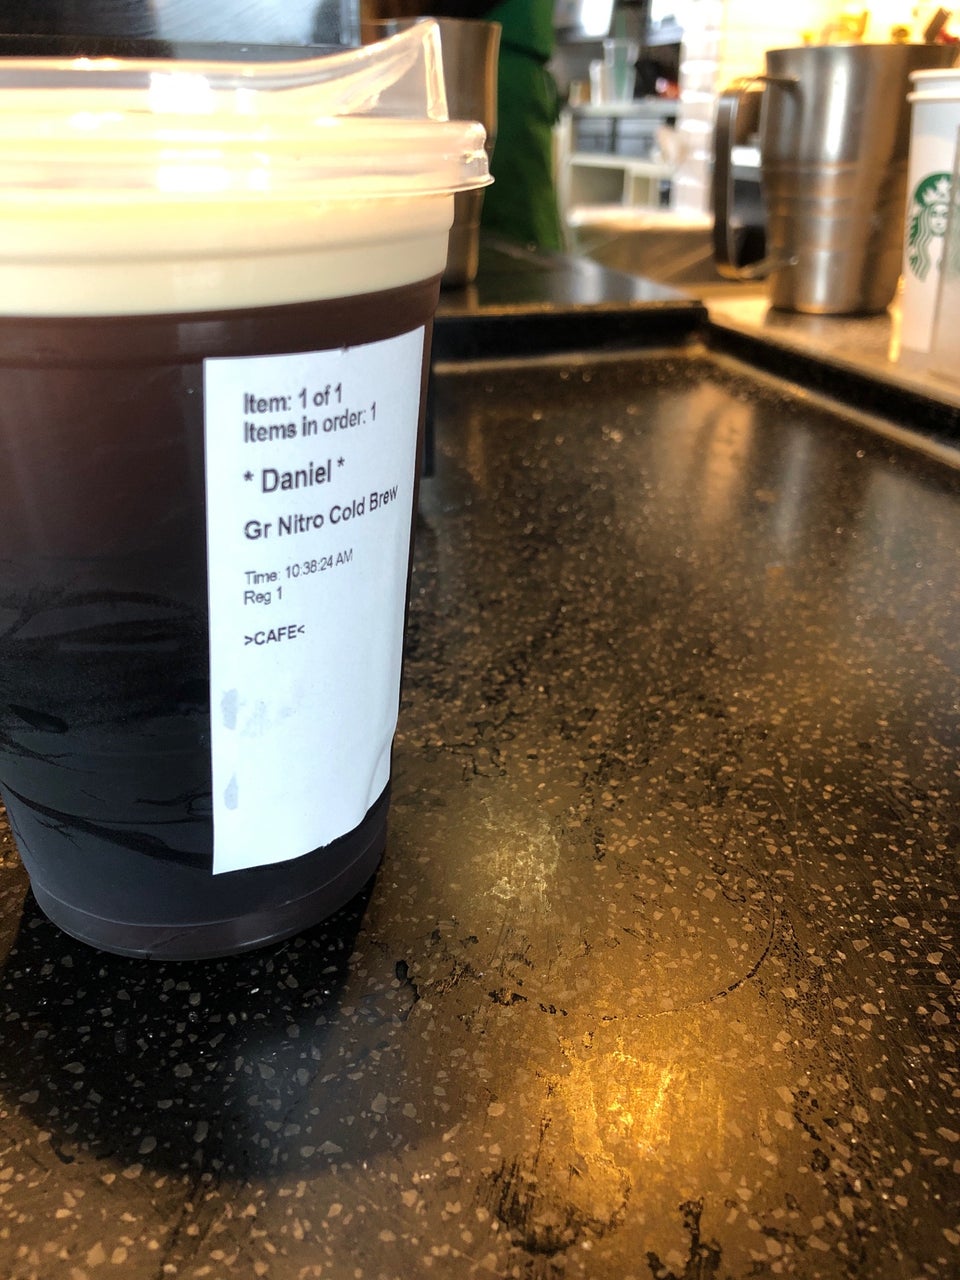 Item: 1 of 1
Items in order: 1
* Daniel *
Gr Nitro Cold Brew
Time: 10:38:24 AM
Reg 1
>CAFE<